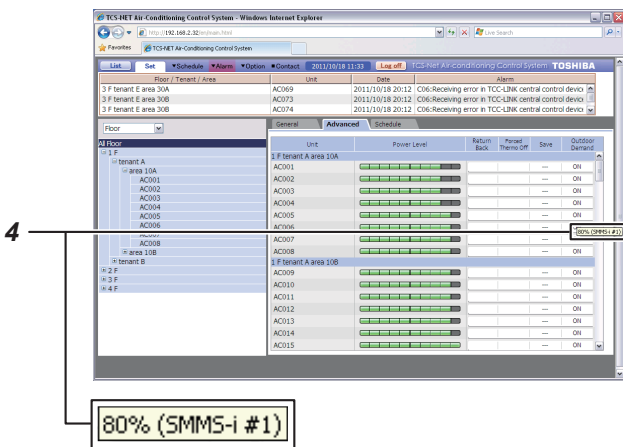 TCS-NET Air-Conditioning Control System - Windows Internet Explorer
http://192.168.2.32/en/main.html
Live Search
Favorites TCS-NET Air-Conditioning Control System
List Set ▼Schedule ▼Alarm ▼Option ■Contact 2011/10/18 11:33 Log off TCS-Net Air-conditioning Control System TOSHIBA
Floor / Tenant / Area Unit Date Alarm
3 F tenant E area 30A AC069 2011/10/18 20:12 C06:Receiving error in TCC-LINK central control device
3 F tenant E area 30B AC073 2011/10/18 20:12 C06:Receiving error in TCC-LINK central control device
3 F tenant E area 30B AC074 2011/10/18 20:12 C06:Receiving error in TCC-LINK central control device
Floor
All Floor
1 F
tenant A
area 10A
AC001
AC002
AC003
AC004
AC005
AC006
AC007
AC008
area 10B
tenant B
2 F
3 F
4 F
General Advanced Schedule
Unit Power Level Return Back Forced Thermo Off Save Outdoor Demand
1 F tenant A area 10A
AC001 --- ON
AC002 --- ON
AC003 --- ON
AC004 --- ON
AC005 --- ON
AC006 ---
80% (SMMS-i #1)
AC007
AC008 --- ON
1 F tenant A area 10B
AC009 --- ON
AC010 --- ON
AC011 --- ON
AC012 --- ON
AC013 --- ON
AC014 --- ON
AC015 --- ON
4
80% (SMMS-i #1)